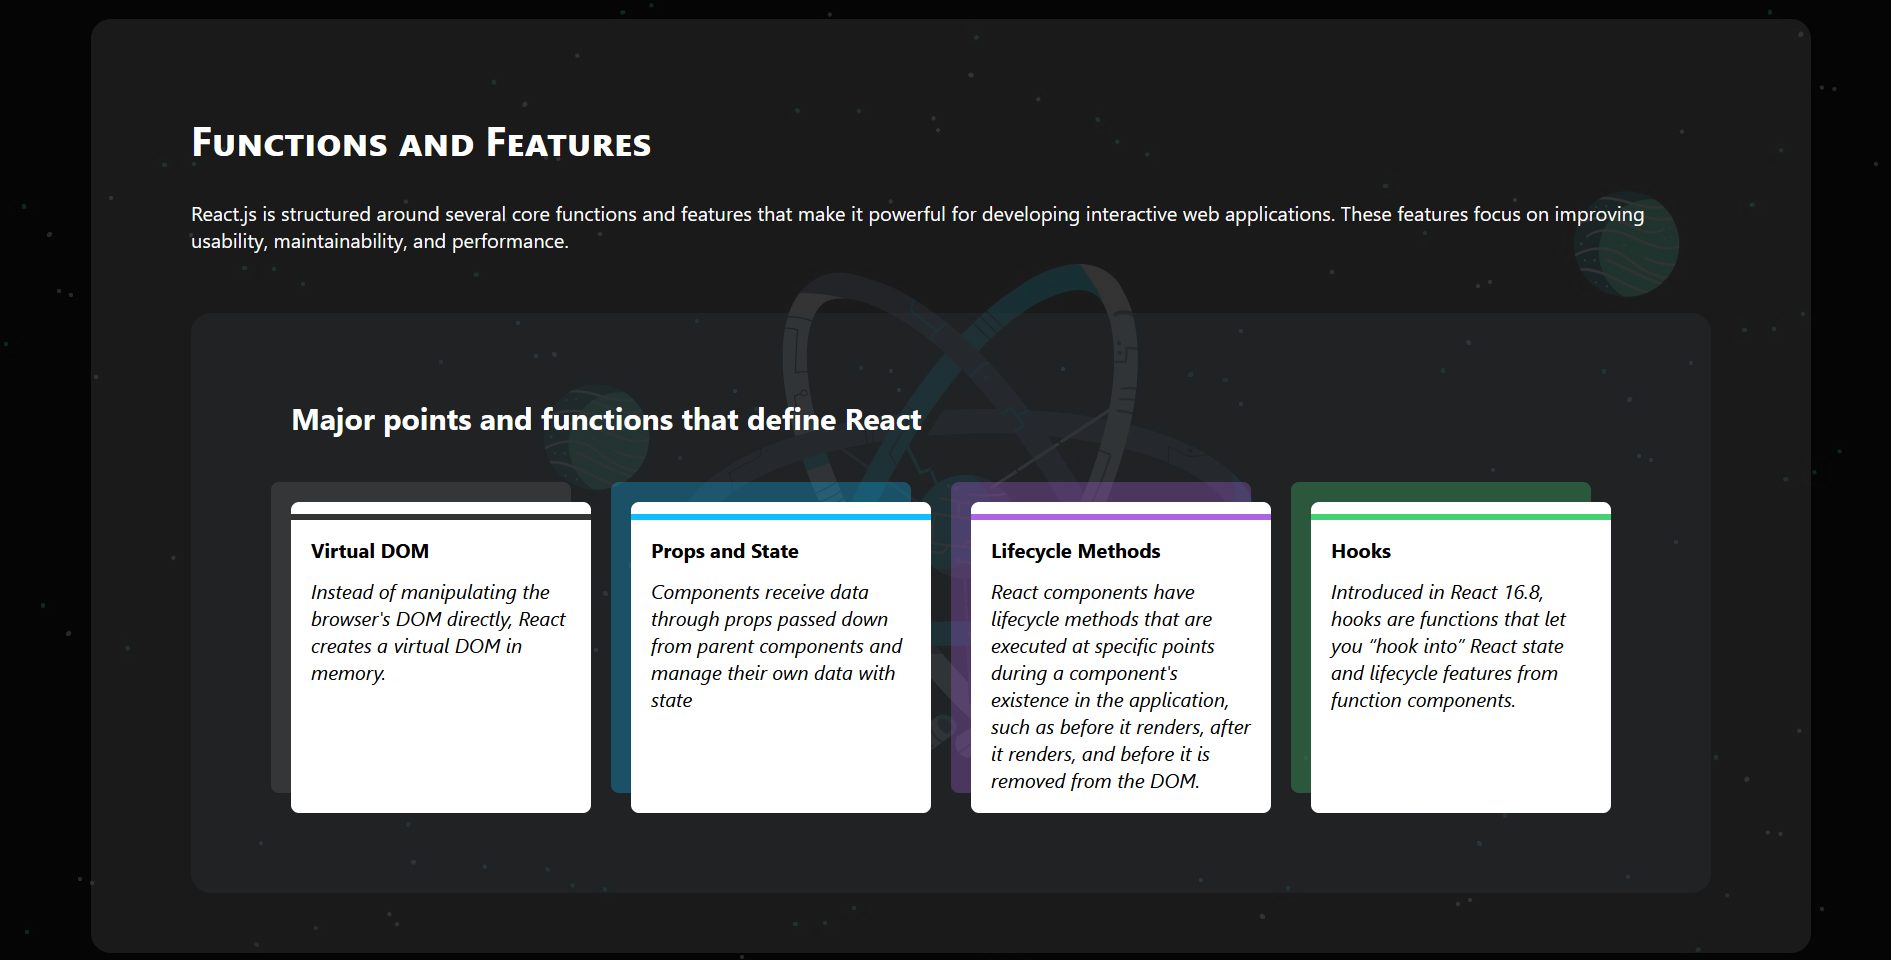 Functions and Features
React.js is structured around several core functions and features that make it powerful for developing interactive web applications. These features focus on improving
usability, maintainability, and performance.
Major points and functions that define React
Virtual DOM
Instead of manipulating the
browser's DOM directly, React
creates a virtual DOM in
memory.
Props and State
Components receive data
through props passed down
from parent components and
manage their own data with
state
Lifecycle Methods
React components have
lifecycle methods that are
executed at specific points
during a component's
existence in the application,
such as before it renders, after
it renders, and before it is
removed from the DOM.
Hooks
Introduced in React 16.8,
hooks are functions that let
you “hook into” React state
and lifecycle features from
function components.